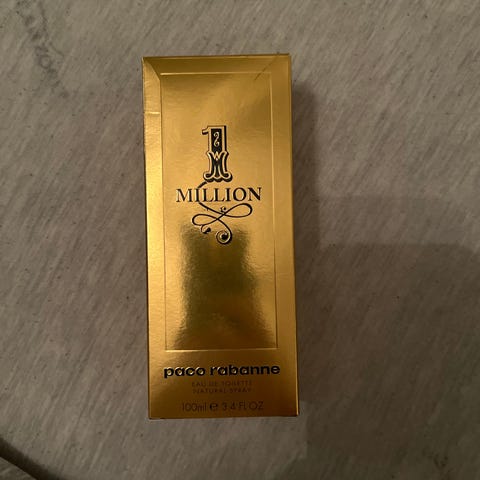 1
MILLION
paco rabanne
EAU DE TOILETTE
NATURAL SPRAY
100ml e 3.4 FL OZ